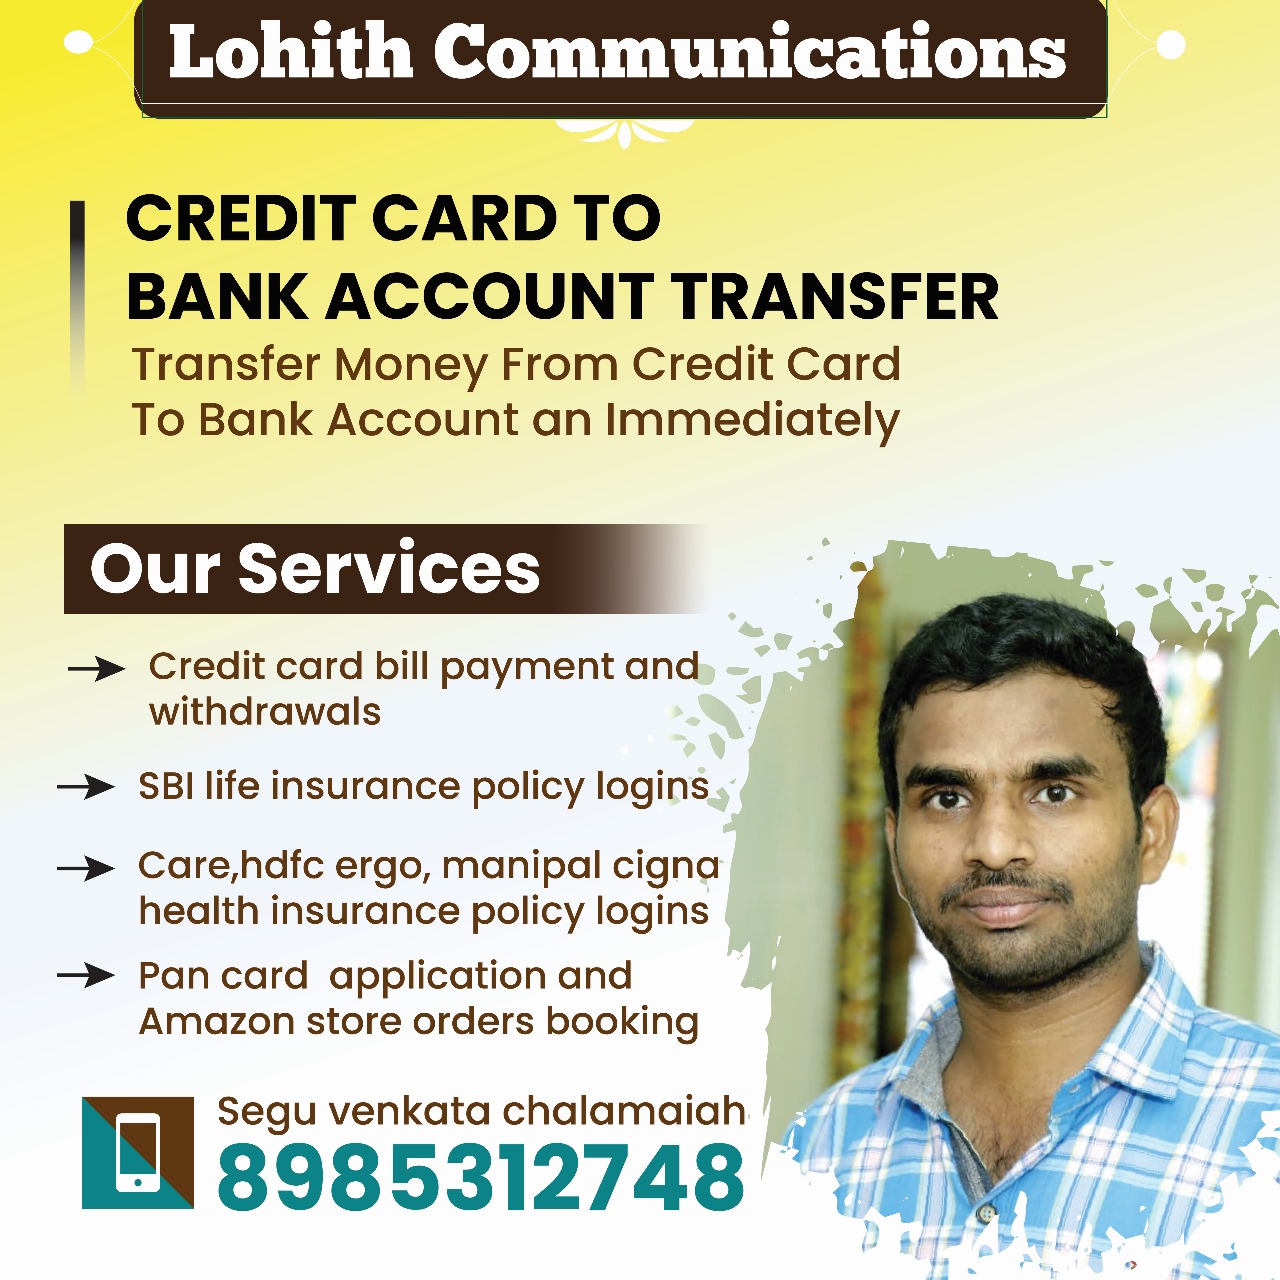 Lohith Communications
CREDIT CARD TO
BANK ACCOUNT TRANSFER
Transfer Money From Credit Card
To Bank Account an Immediately
Our Services
Credit card bill payment and
withdrawals
SBI life insurance policy logins
Care,hdfc ergo, manipal cigna
health insurance policy logins
Pan card  application and
Amazon store orders booking
Segu venkata chalamaiah
8985312748